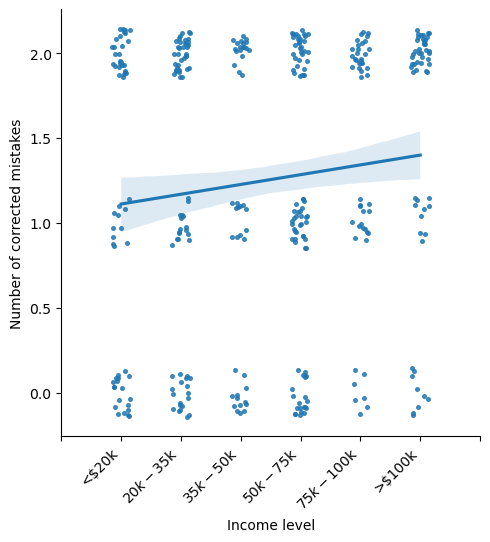 2.0
1.5
1.0
0.5
0.0
Number of corrected mistakes
<$20k
20k − 35k
35k − 50k
50k − 75k
75k − 100k
>$100k
Income level